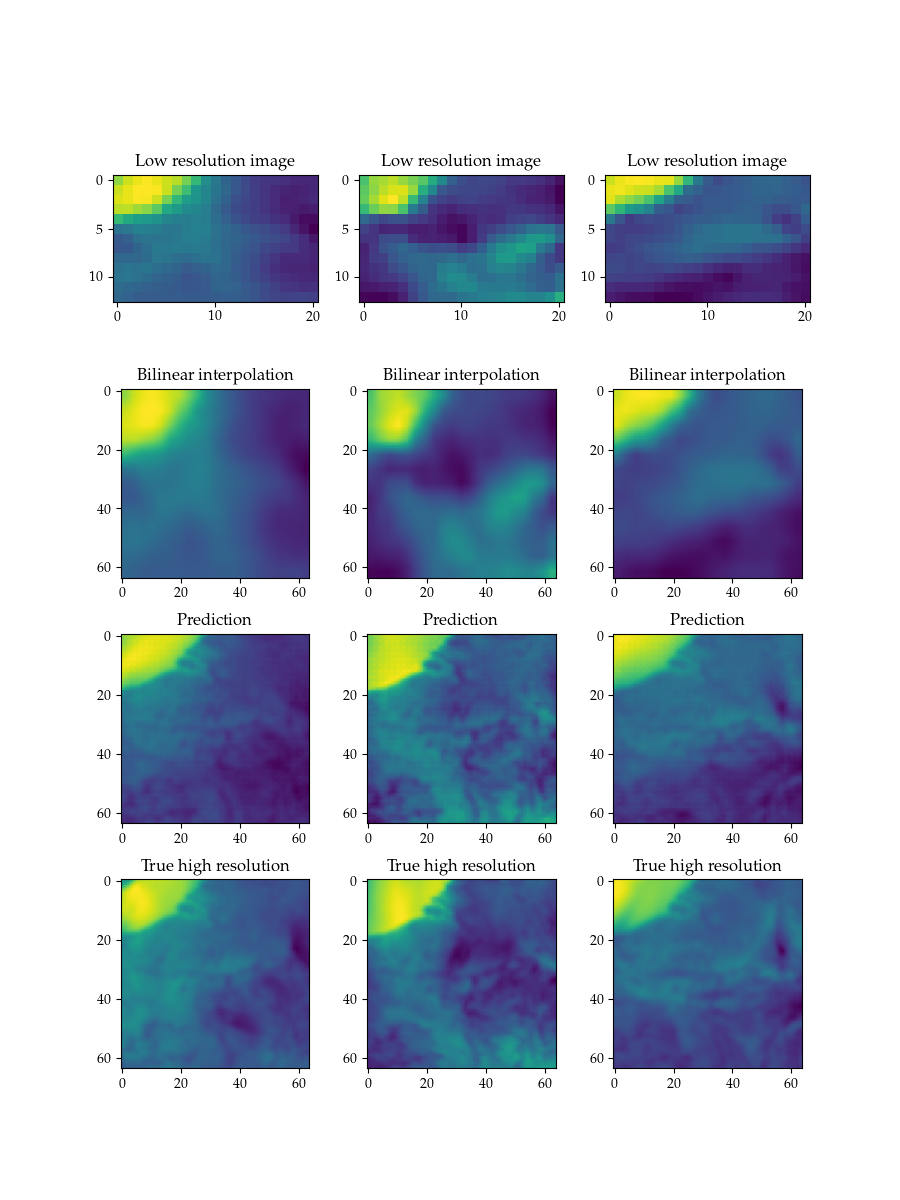 Low resolution image Low resolution image Low resolution image
0 0 0
5 5 5
10 10 10
0 10 20 0 10 20 0 10 20
Bilinear interpolation Bilinear interpolation Bilinear interpolation
0 0 0
20 20 20
40 40 40
60 60 60
0 20 40 60 0 20 40 60 0 20 40 60
Prediction Prediction Prediction
0 0 0
20 20 20
40 40 40
60 60 60
0 20 40 60 0 20 40 60 0 20 40 60
True high resolution True high resolution True high resolution
0 0 0
20 20 20
40 40 40
60 60 60
0 20 40 60 0 20 40 60 0 20 40 60